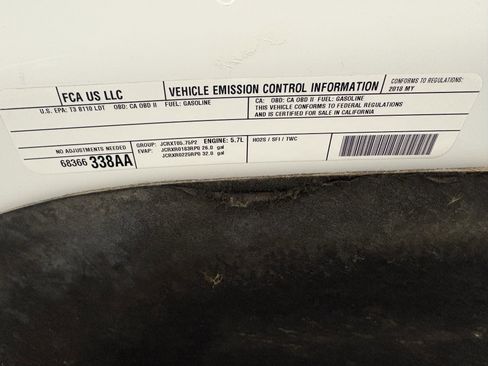 FCA US LLC
VEHICLE EMISSION CONTROL INFORMATION
CONFORMS TO REGULATIONS:
2018 MY
U.S. EPA: T3 B110 LDT OBD: CA OBD II FUEL: GASOLINE
CA: OBD: CA OBD II FUEL: GASOLINE
THIS VEHICLE CONFORMS TO FEDERAL REGULATIONS
AND IS CERTIFIED FOR SALE IN CALIFORNIA
NO ADJUSTMENTS NEEDED
68366 338AA
GROUP: JCRXT05.75P2 ENGINE: 5.7L
EVAP: JCRXR0163RP0 26.0 gal
JCRXR0225RP0 32.0 gal
HO2S / SFI / TWC